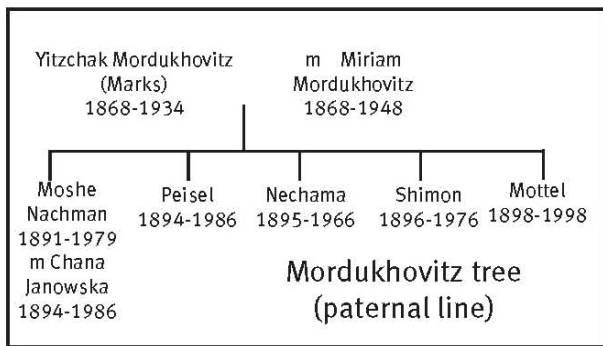 Yitzchak Mordukhovitz
(Marks)
1868-1934
m Miriam
Mordukhovitz
1868-1948
Moshe
Nachman
1891-1979
m Chana
Janowska
1894-1986
Peisel
1894-1986
Nechama
1895-1966
Shimon
1896-1976
Mottel
1898-1998
Mordukhovitz tree
(paternal line)